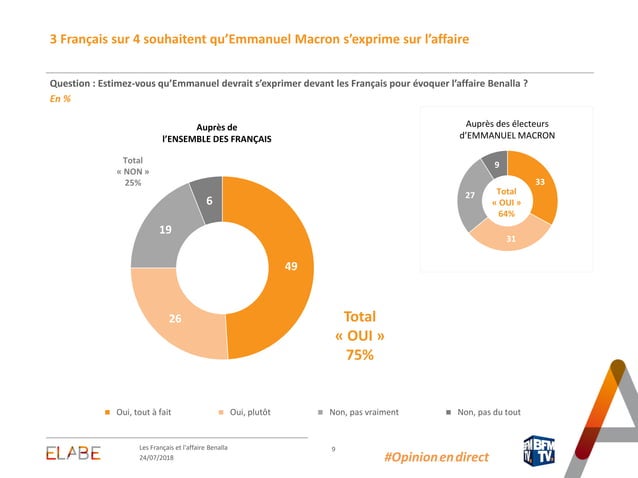 3 Français sur 4 souhaitent qu’Emmanuel Macron s’exprime sur l’affaire
Question : Estimez-vous qu’Emmanuel devrait s’exprimer devant les Français pour évoquer l’affaire Benalla ?
En %
Auprès de
l’ENSEMBLE DES FRANÇAIS
Total
« NON »
25%
6
19
49
26
Total
« OUI »
75%
Auprès des électeurs
d’EMMANUEL MACRON
9
33
27
Total
« OUI »
64%
31
Oui, tout à fait
Oui, plutôt
Non, pas vraiment
Non, pas du tout
ELABE
Les Français et l’affaire Benalla
24/07/2018
9
#Opinionendirect
BFM
TV.